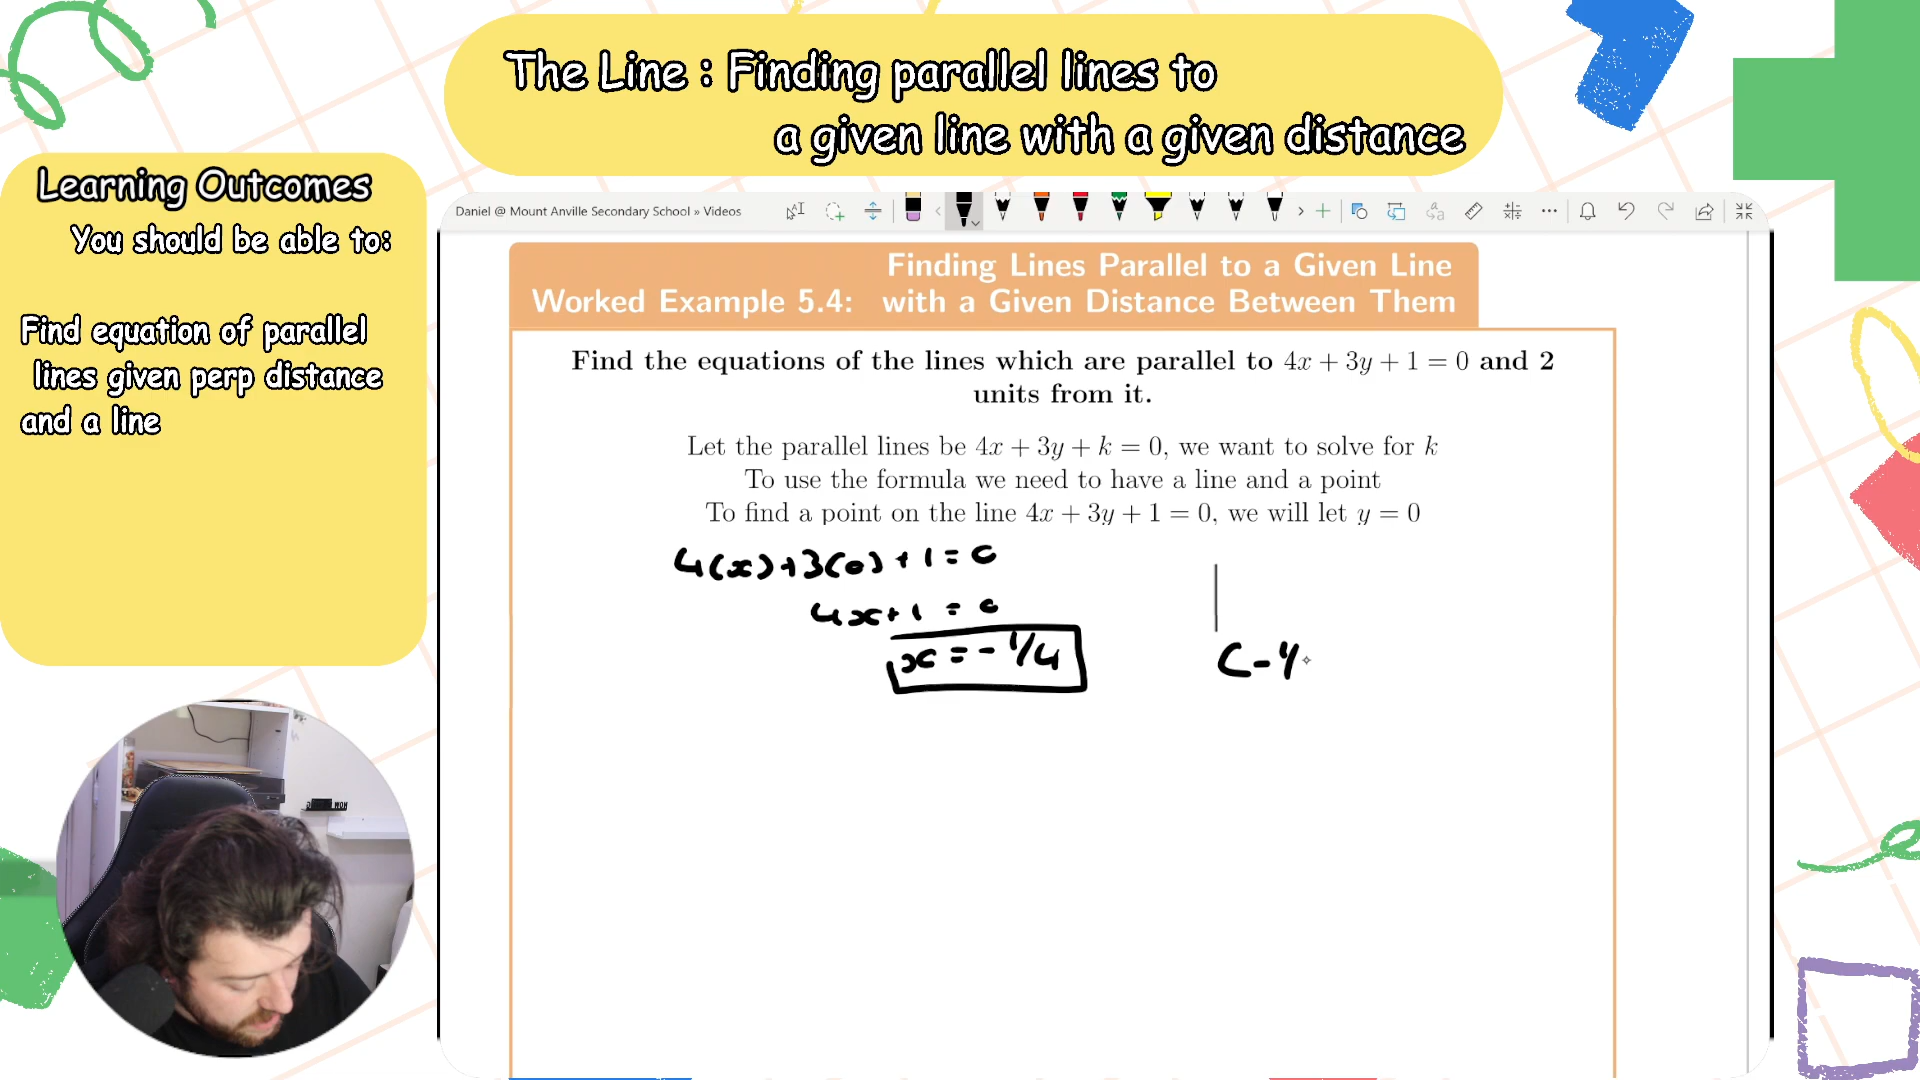 The Line : Finding parallel lines to
a given line with a given distance
Learning Outcomes
You should be able to:
Find equation of parallel
lines given perp distance
and a line
Daniel @ Mount Anville Secondary School » Videos
Finding Lines Parallel to a Given Line
Worked Example 5.4: with a Given Distance Between Them
Find the equations of the lines which are parallel to 4x + 3y + 1 = 0 and 2
units from it.
Let the parallel lines be 4x + 3y + k = 0, we want to solve for k
To use the formula we need to have a line and a point
To find a point on the line 4x + 3y + 1 = 0, we will let y = 0
4(x)+3(0)+1=0
4x+1=0
x=-1/4
(-1/